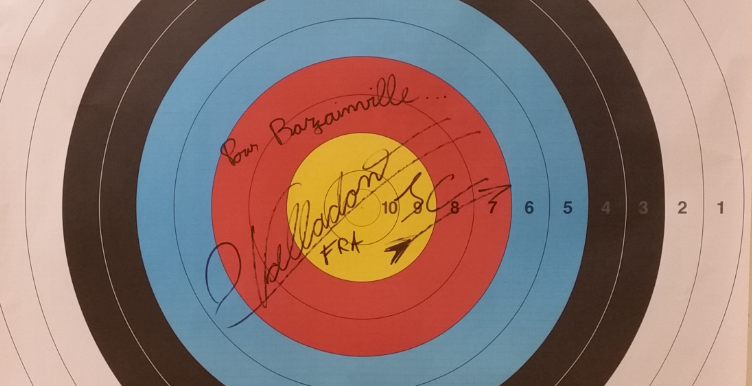 Pour Bazainville...
Valladont
FRA
10 9 8 7 6 5 4 3 2 1